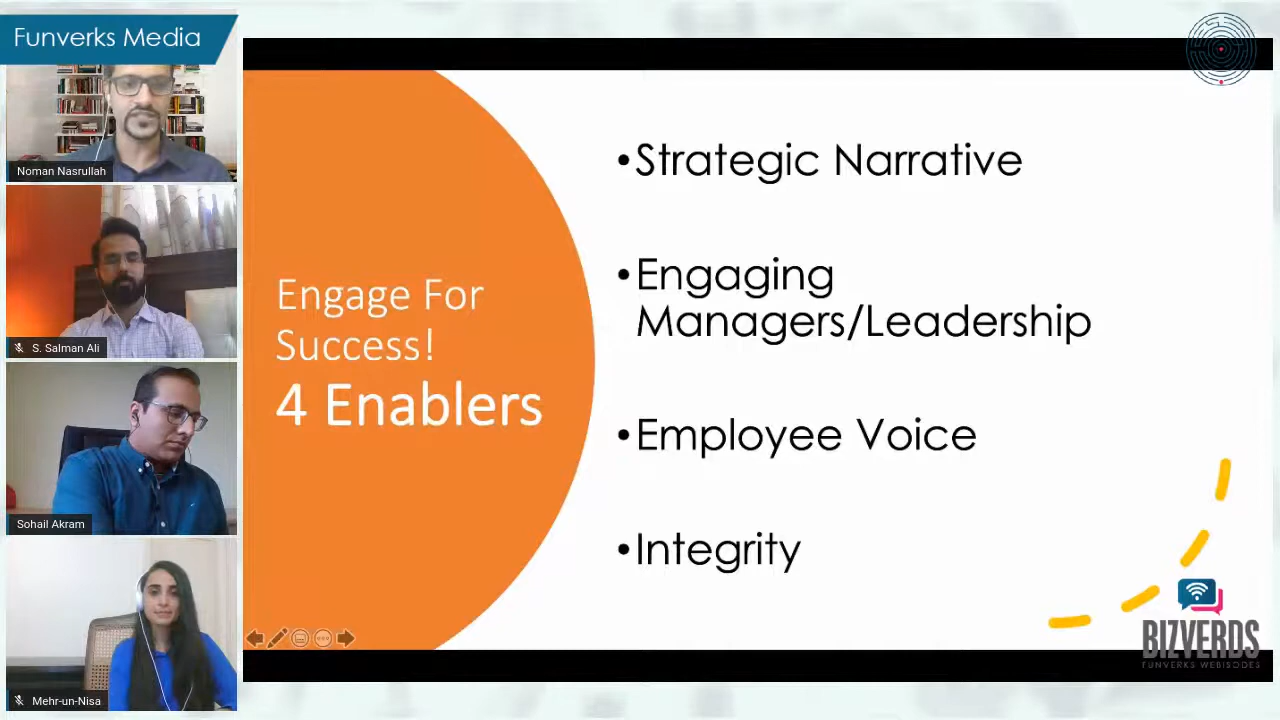 Funverks Media
Noman Nasrullah
S. Salman Ali
Sohail Akram
Mehr-un-Nisa
Engage For
Success!
4 Enablers
•Strategic Narrative
•Engaging
Managers/Leadership
•Employee Voice
•Integrity
BIZVERDS
FUNVERKS WEBISODES